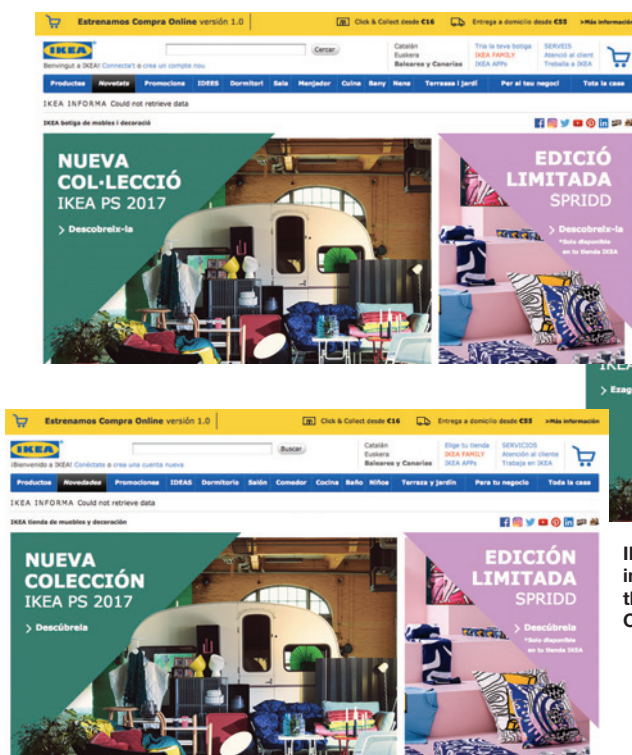 Estrenamos Compra Online versión 1.0
Click & Collect desde €16
Entrega a domicilio desde €55
>Más información
IKEA
Cercar
Benvingut a IKEA! Connecta't o crea un compte nou
Catalán
Euskera
Baleares y Canarias
Tria la teva botiga
IKEA FAMILY
IKEA APPs
SERVEIS
Atenció al client
Treballa a IKEA
Productes Novetats Promocions IDEES Dormitori Sala Menjador Cuina Bany Nens Terrassa i jardí Per al teu negoci Tota la casa
IKEA INFORMA Could not retrieve data
IKEA botiga de mobles i decoració
NUEVA
COL·LECCIÓ
IKEA PS 2017
> Descobreix-la
EDICIÓ
LIMITADA
SPRIDD
> Descobreix-la
*Solo disponible
en tu tienda IKEA
IKEA
> Ezag
Estrenamos Compra Online versión 1.0
Click & Collect desde €16
Entrega a domicilio desde €55
>Más información
IKEA
Buscar
¡Bienvenido a IKEA! Conéctate o crea una cuenta nueva
Catalán
Euskera
Baleares y Canarias
Elige tu tienda
IKEA FAMILY
IKEA APPs
SERVICIOS
Atención al cliente
Trabaja en IKEA
Productos Novedades Promociones IDEAS Dormitorio Salón Comedor Cocina Baño Niños Terraza y jardín Para tu negocio Toda la casa
IKEA INFORMA Could not retrieve data
IKEA tienda de muebles y decoración
NUEVA
COLECCIÓN
IKEA PS 2017
> Descúbrela
EDICIÓN
LIMITADA
SPRIDD
> Descúbrela
*Solo disponible
en tu tienda IKEA